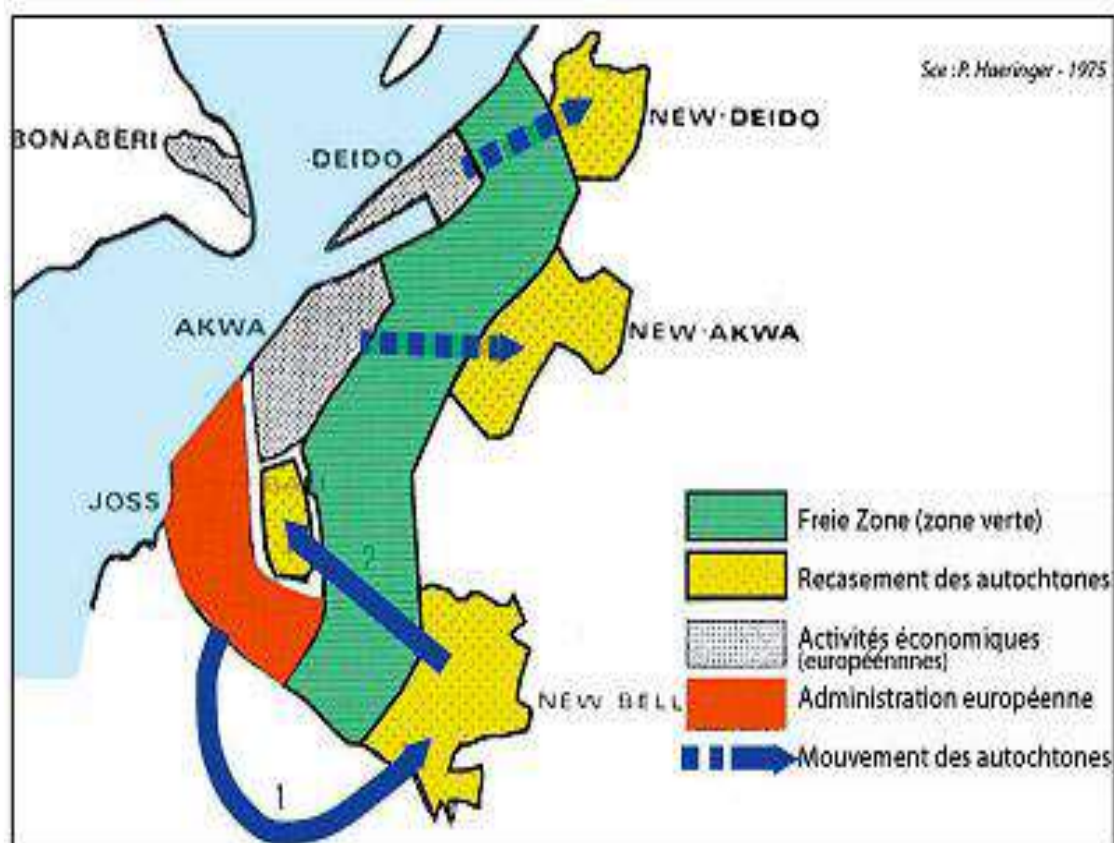 Sce : P. Haeringer - 1975
BONABERI
DEIDO
NEW-DEIDO
AKWA
NEW-AKWA
JOSS
2
NEW BELL
1
Freie Zone (zone verte)
Recasement des autochtones
Activités économiques
(européénnnes)
Administration européenne
Mouvement des autochtones